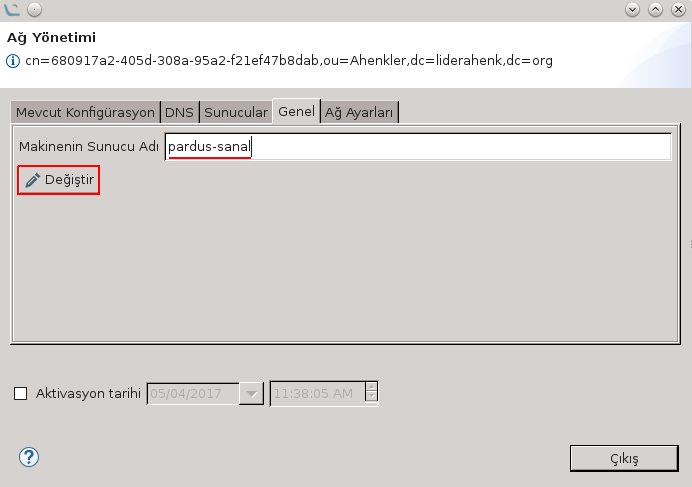 Ağ Yönetimi
cn=680917a2-405d-308a-95a2-f21ef47b8dab,ou=Ahenkler,dc=liderahenk,dc=org
Mevcut Konfigürasyon DNS Sunucular Genel Ağ Ayarları
Makinenin Sunucu Adı pardus-sanal
Değiştir
Aktivasyon tarihi 05/04/2017 11:38:05 AM
Çıkış